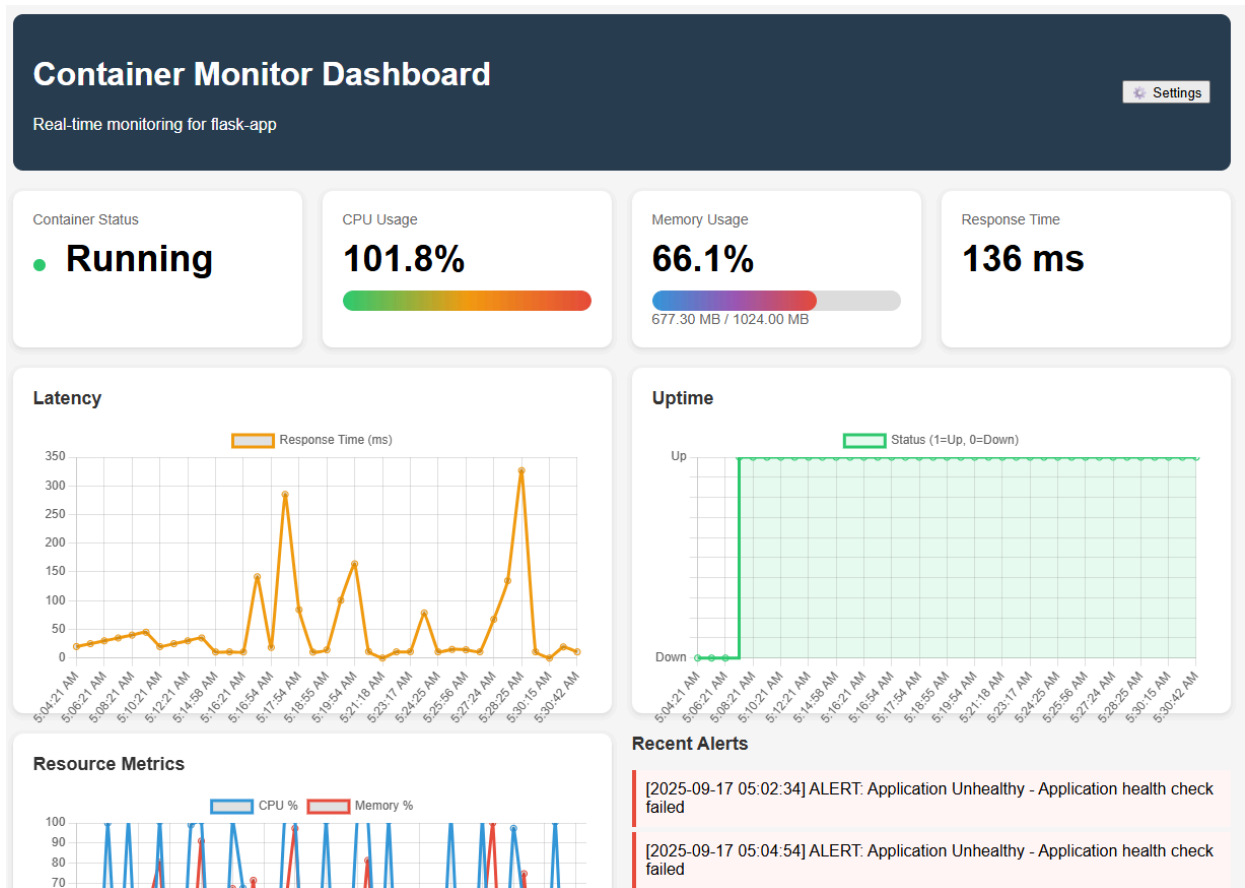 Container Monitor Dashboard
Real-time monitoring for flask-app
Settings
Container Status
Running
CPU Usage
101.8%
Memory Usage
66.1%
677.30 MB / 1024.00 MB
Response Time
136 ms
Latency
Response Time (ms)
350
300
250
200
150
100
50
0
5:04:21 AM
5:06:21 AM
5:08:21 AM
5:10:21 AM
5:12:21 AM
5:14:58 AM
5:16:21 AM
5:16:54 AM
5:17:54 AM
5:18:55 AM
5:19:54 AM
5:21:18 AM
5:23:17 AM
5:24:25 AM
5:25:56 AM
5:27:24 AM
5:28:25 AM
5:30:15 AM
5:30:42 AM
Uptime
Status (1=Up, 0=Down)
Up
Down
5:04:21 AM
5:06:21 AM
5:08:21 AM
5:10:21 AM
5:12:21 AM
5:14:58 AM
5:16:21 AM
5:16:54 AM
5:17:54 AM
5:18:55 AM
5:19:54 AM
5:21:18 AM
5:23:17 AM
5:24:25 AM
5:25:56 AM
5:27:24 AM
5:28:25 AM
5:30:15 AM
5:30:42 AM
Resource Metrics
CPU %
Memory %
100
90
80
70
Recent Alerts
[2025-09-17 05:02:34] ALERT: Application Unhealthy - Application health check
failed
[2025-09-17 05:04:54] ALERT: Application Unhealthy - Application health check
failed